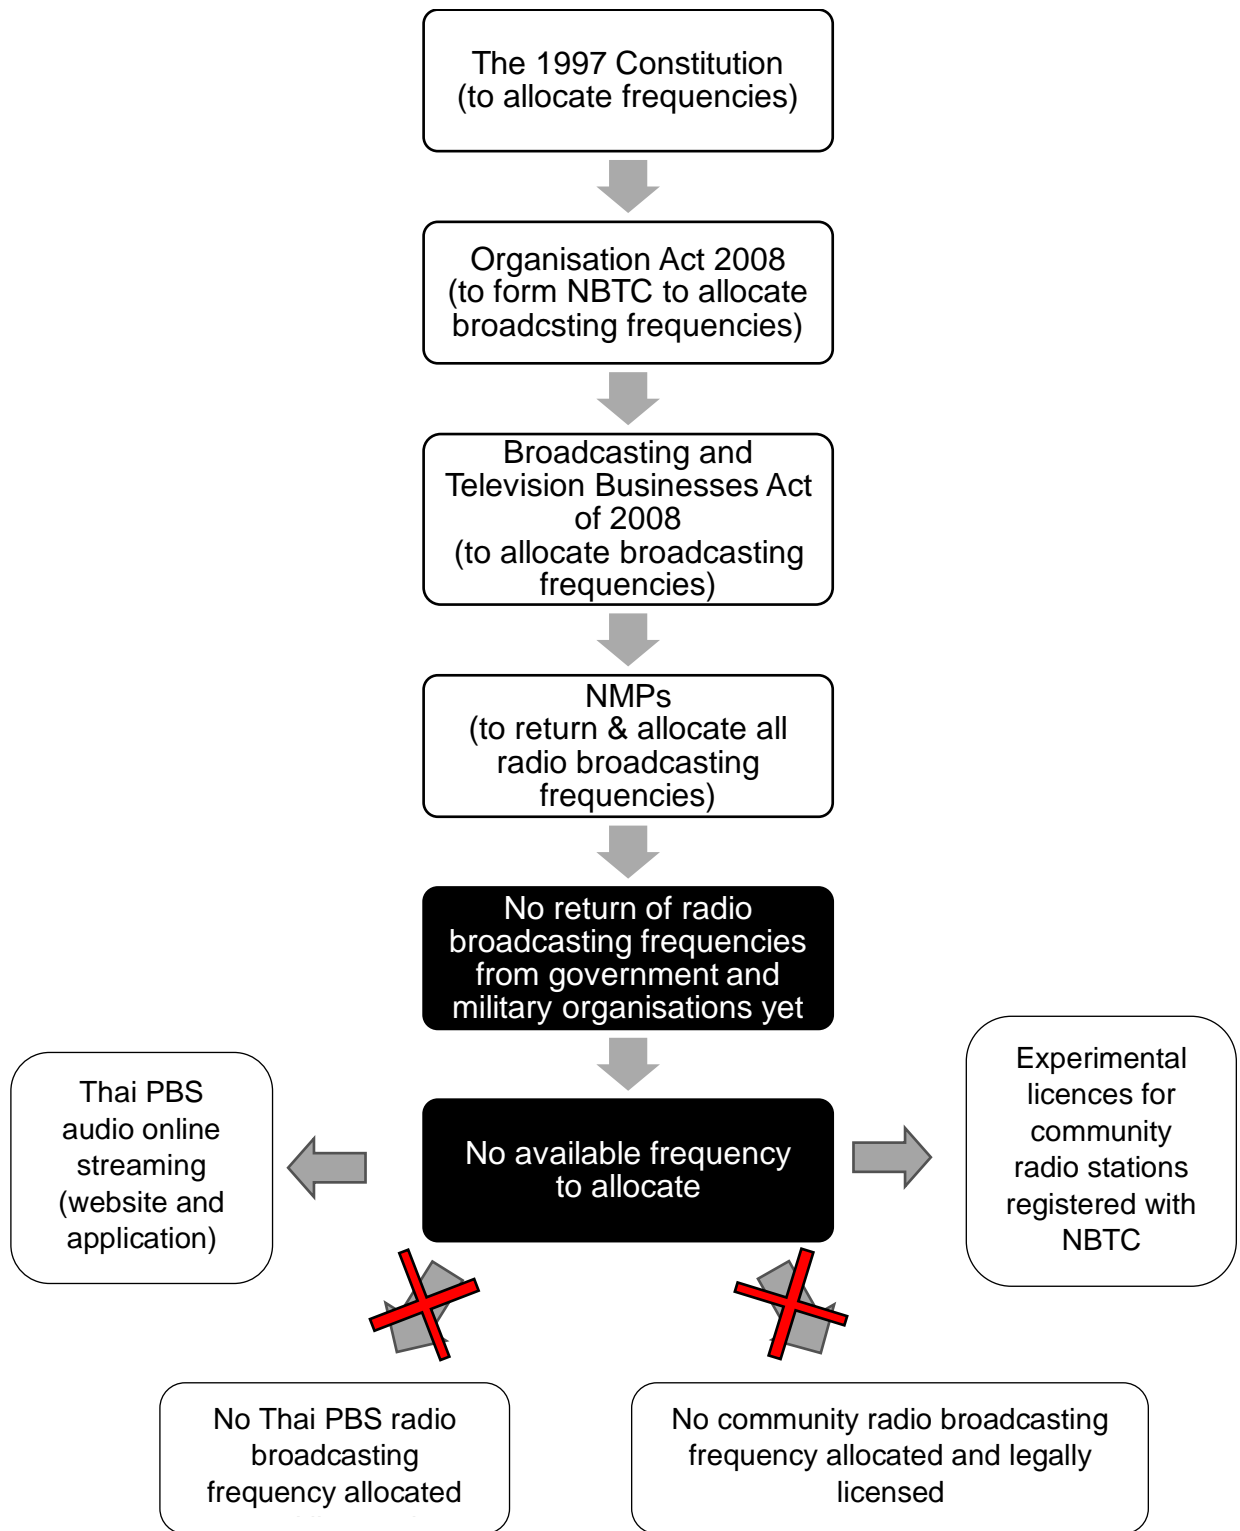 The 1997 Constitution
(to allocate frequencies)
Organisation Act 2008
(to form NBTC to allocate
broadcsting frequencies)
Broadcasting and
Television Businesses Act
of 2008
(to allocate broadcasting
frequencies)
NMPs
(to return & allocate all
radio broadcasting
frequencies)
No return of radio
broadcasting frequencies
from government and
military organisations yet
No available frequency
to allocate
Thai PBS
audio online
streaming
(website and
application)
Experimental
licences for
community
radio stations
registered with
NBTC
No Thai PBS radio
broadcasting
frequency allocated
No community radio broadcasting
frequency allocated and legally
licensed